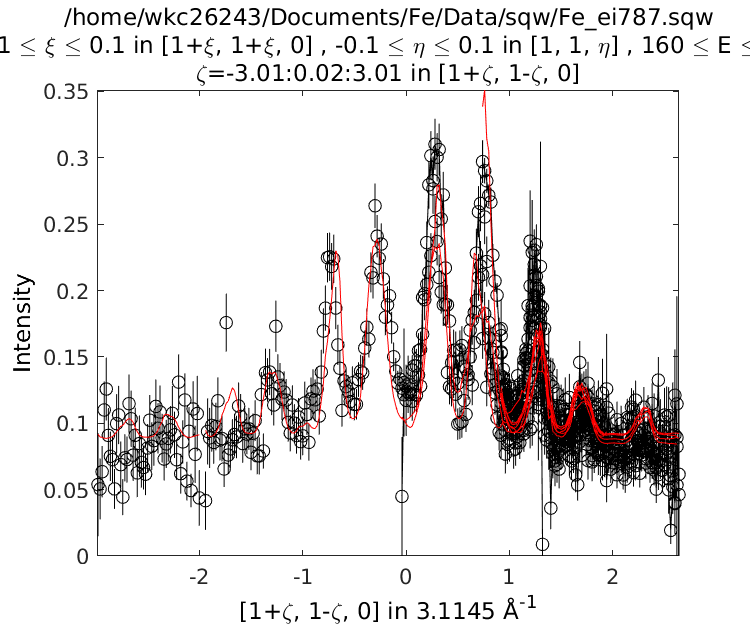 /home/wkc26243/Documents/Fe/Data/sqw/Fe_ei787.sqw
1 ≤ ξ ≤ 0.1 in [1+ξ, 1+ξ, 0] , -0.1 ≤ η ≤ 0.1 in [1, 1, η] , 160 ≤ E ≤
ζ=-3.01:0.02:3.01 in [1+ζ, 1-ζ, 0]
0.35
0.3
0.25
0.2
0.15
0.1
0.05
0
Intensity
-2 -1 0 1 2
[1+ζ, 1-ζ, 0] in 3.1145 Å⁻¹